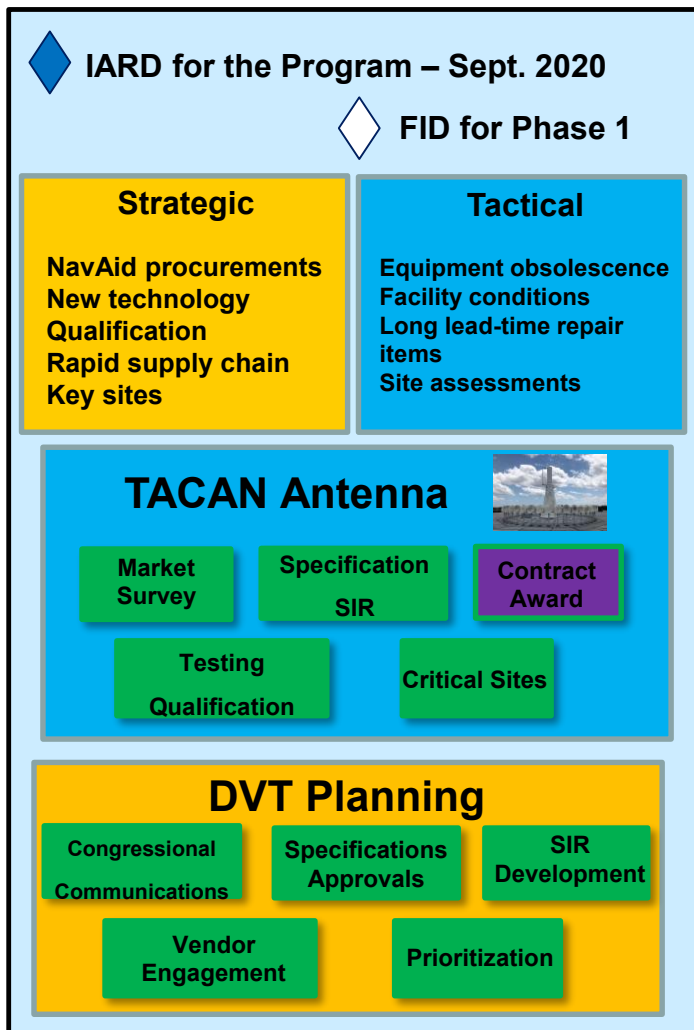 IARD for the Program – Sept. 2020
FID for Phase 1
Strategic
NavAid procurements
New technology
Qualification
Rapid supply chain
Key sites
Tactical
Equipment obsolescence
Facility conditions
Long lead-time repair
items
Site assessments
TACAN Antenna
Market
Survey
Specification
SIR
Contract
Award
Testing
Qualification
Critical Sites
DVT Planning
Congressional
Communications
Specifications
Approvals
SIR
Development
Vendor
Engagement
Prioritization